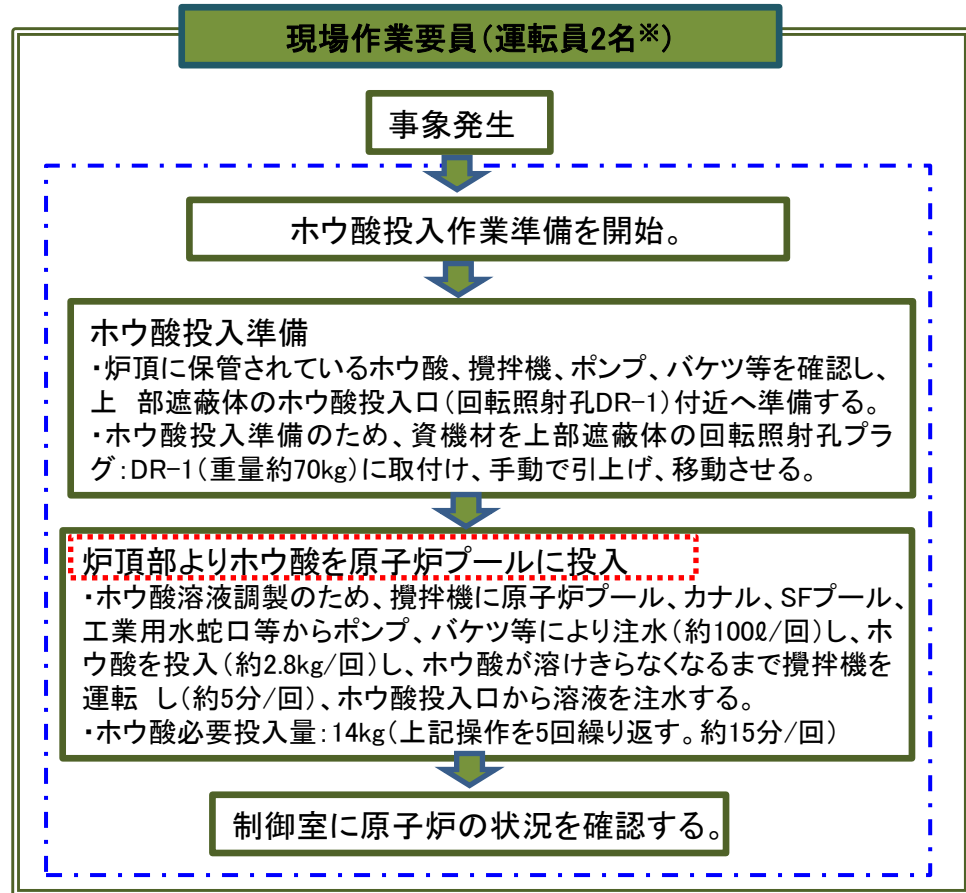 現場作業要員(運転員2名※)
事象発生
ホウ酸投入作業準備を開始。
ホウ酸投入準備
・炉頂に保管されているホウ酸、攪拌機、ポンプ、バケツ等を確認し、
上　部遮蔽体のホウ酸投入口(回転照射孔DR-1)付近へ準備する。
・ホウ酸投入準備のため、資機材を上部遮蔽体の回転照射孔プラ
グ:DR-1(重量約70kg)に取付け、手動で引上げ、移動させる。
炉頂部よりホウ酸を原子炉プールに投入
・ホウ酸溶液調製のため、攪拌機に原子炉プール、カナル、SFプール、
工業用水蛇口等からポンプ、バケツ等により注水(約100ℓ/回)し、ホ
ウ酸を投入(約2.8kg/回)し、ホウ酸が溶けきらなくなるまで攪拌機を
運転　し(約5分/回)、ホウ酸投入口から溶液を注水する。
・ホウ酸必要投入量:14kg(上記操作を5回繰り返す。約15分/回)
制御室に原子炉の状況を確認する。